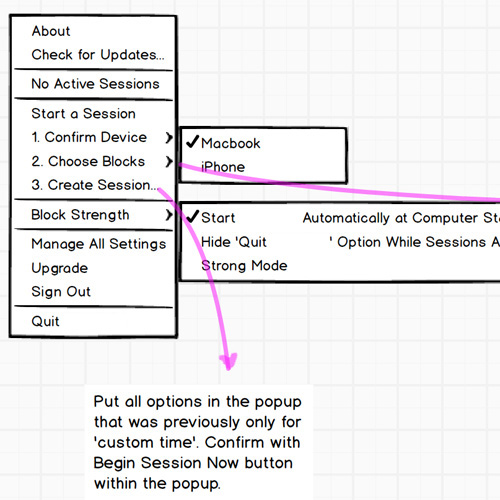 About
Check for Updates...
No Active Sessions
Start a Session
1. Confirm Device
2. Choose Blocks
3. Create Session...
Block Strength
Manage All Settings
Upgrade
Sign Out
Quit
Macbook
iPhone
Start Automatically at Computer Sta
Hide 'Quit ' Option While Sessions A
Strong Mode
Put all options in the popup
that was previously only for
'custom time'. Confirm with
Begin Session Now button
within the popup.